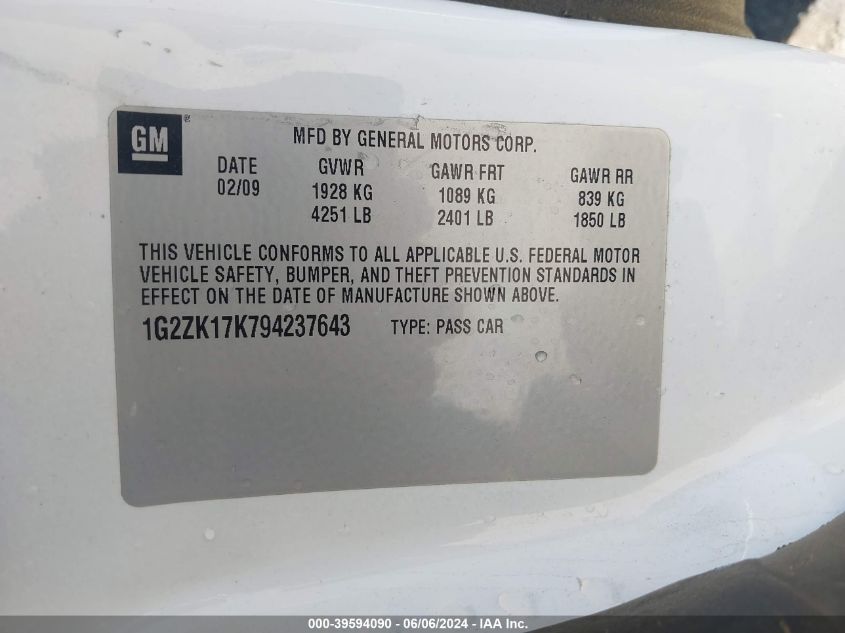 GM®
MFD BY GENERAL MOTORS CORP.
DATE GVWR GAWR FRT GAWR RR
02/09 1928 KG 1089 KG 839 KG
4251 LB 2401 LB 1850 LB
THIS VEHICLE CONFORMS TO ALL APPLICABLE U.S. FEDERAL MOTOR
VEHICLE SAFETY, BUMPER, AND THEFT PREVENTION STANDARDS IN
EFFECT ON THE DATE OF MANUFACTURE SHOWN ABOVE.
1G2ZK17K794237643 TYPE: PASS CAR
000-39594090 - 06/06/2024 - IAA Inc.